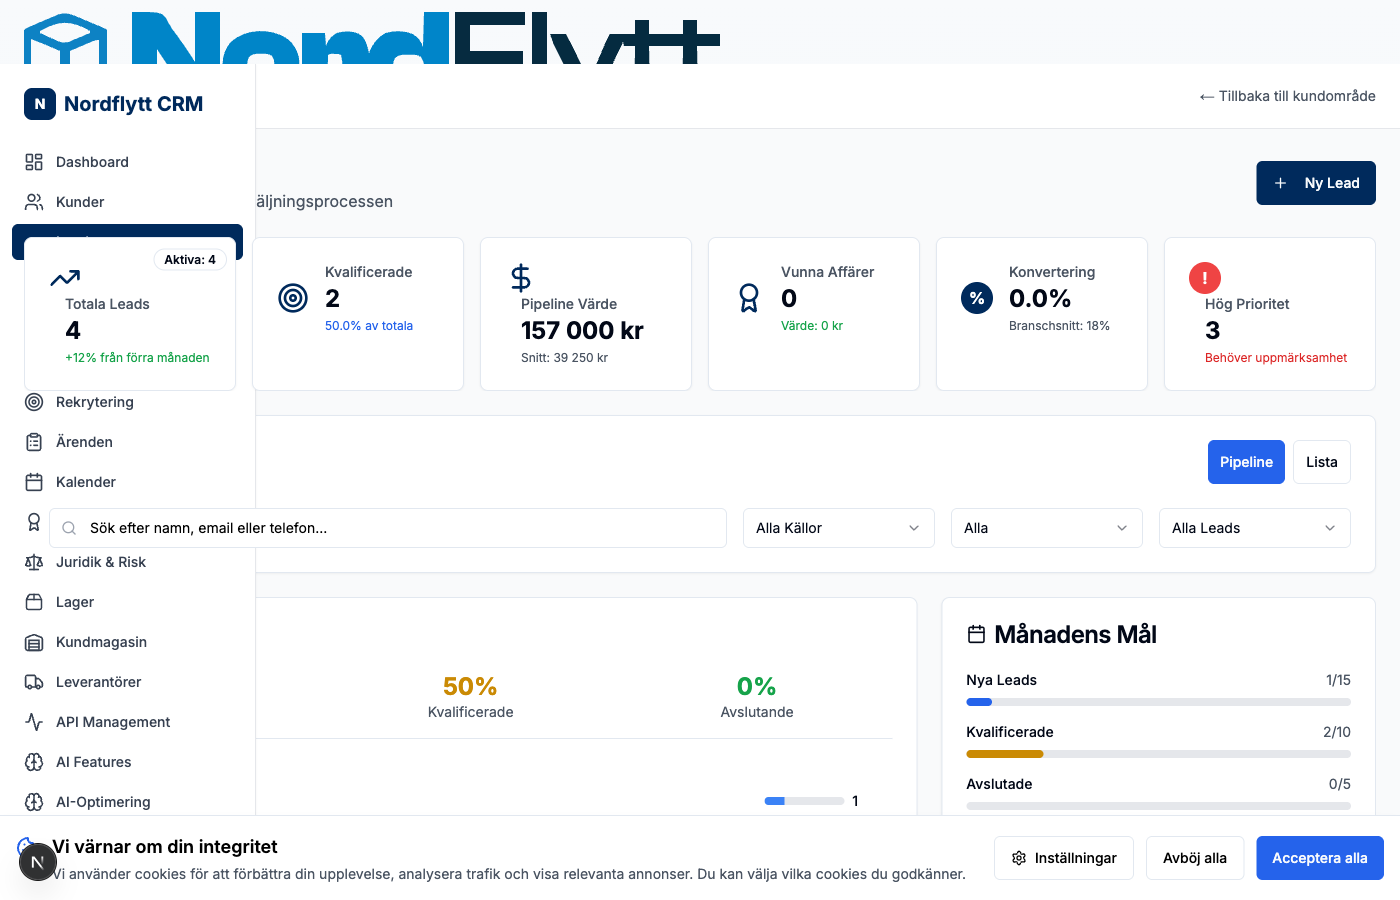 NordFlytt
N Nordflytt CRM
← Tillbaka till kundområde
Dashboard
Kunder
Rekrytering
Ärenden
Kalender
Juridik & Risk
Lager
Kundmagasin
Leverantörer
API Management
AI Features
AI-Optimering
äljningsprocessen
Ny Lead
Aktiva: 4
Totala Leads
4
+12% från förra månaden
Kvalificerade
2
50.0% av totala
Pipeline Värde
157 000 kr
Snitt: 39 250 kr
Vunna Affärer
0
Värde: 0 kr
%
Konvertering
0.0%
Branschsnitt: 18%
!
Hög Prioritet
3
Behöver uppmärksamhet
Pipeline
Lista
Sök efter namn, email eller telefon...
Alla Källor
Alla
Alla Leads
50%
Kvalificerade
0%
Avslutande
1
Månadens Mål
Nya Leads 1/15
Kvalificerade 2/10
Avslutade 0/5
Vi värnar om din integritet
Vi använder cookies för att förbättra din upplevelse, analysera trafik och visa relevanta annonser. Du kan välja vilka cookies du godkänner.
N
Inställningar
Avböj alla
Acceptera alla